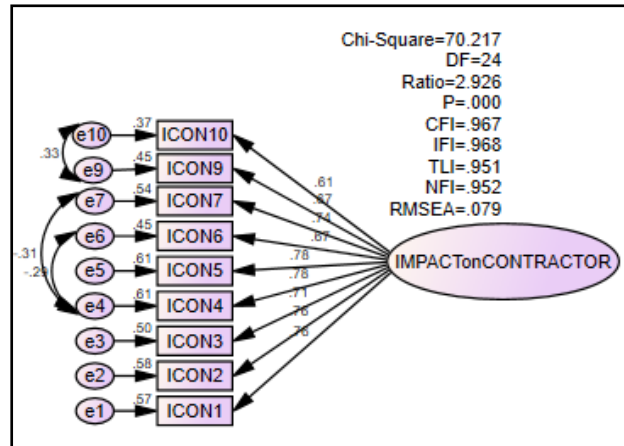 Chi-Square=70.217
DF=24
Ratio=2.926
P=.000
CFI=.967
IFI=.968
TLI=.951
NFI=.952
RMSEA=.079
e10 .37 ICON10
.33
e9 .45 ICON9
.61
e7 .54 ICON7
.67
.74
e6 .45 ICON6
.67
-.31
-.29
e5 .61 ICON5
.78
IMPACTonCONTRACTOR
e4 .61 ICON4
.78
.71
e3 .50 ICON3
.76
e2 .58 ICON2
.76
e1 .57 ICON1